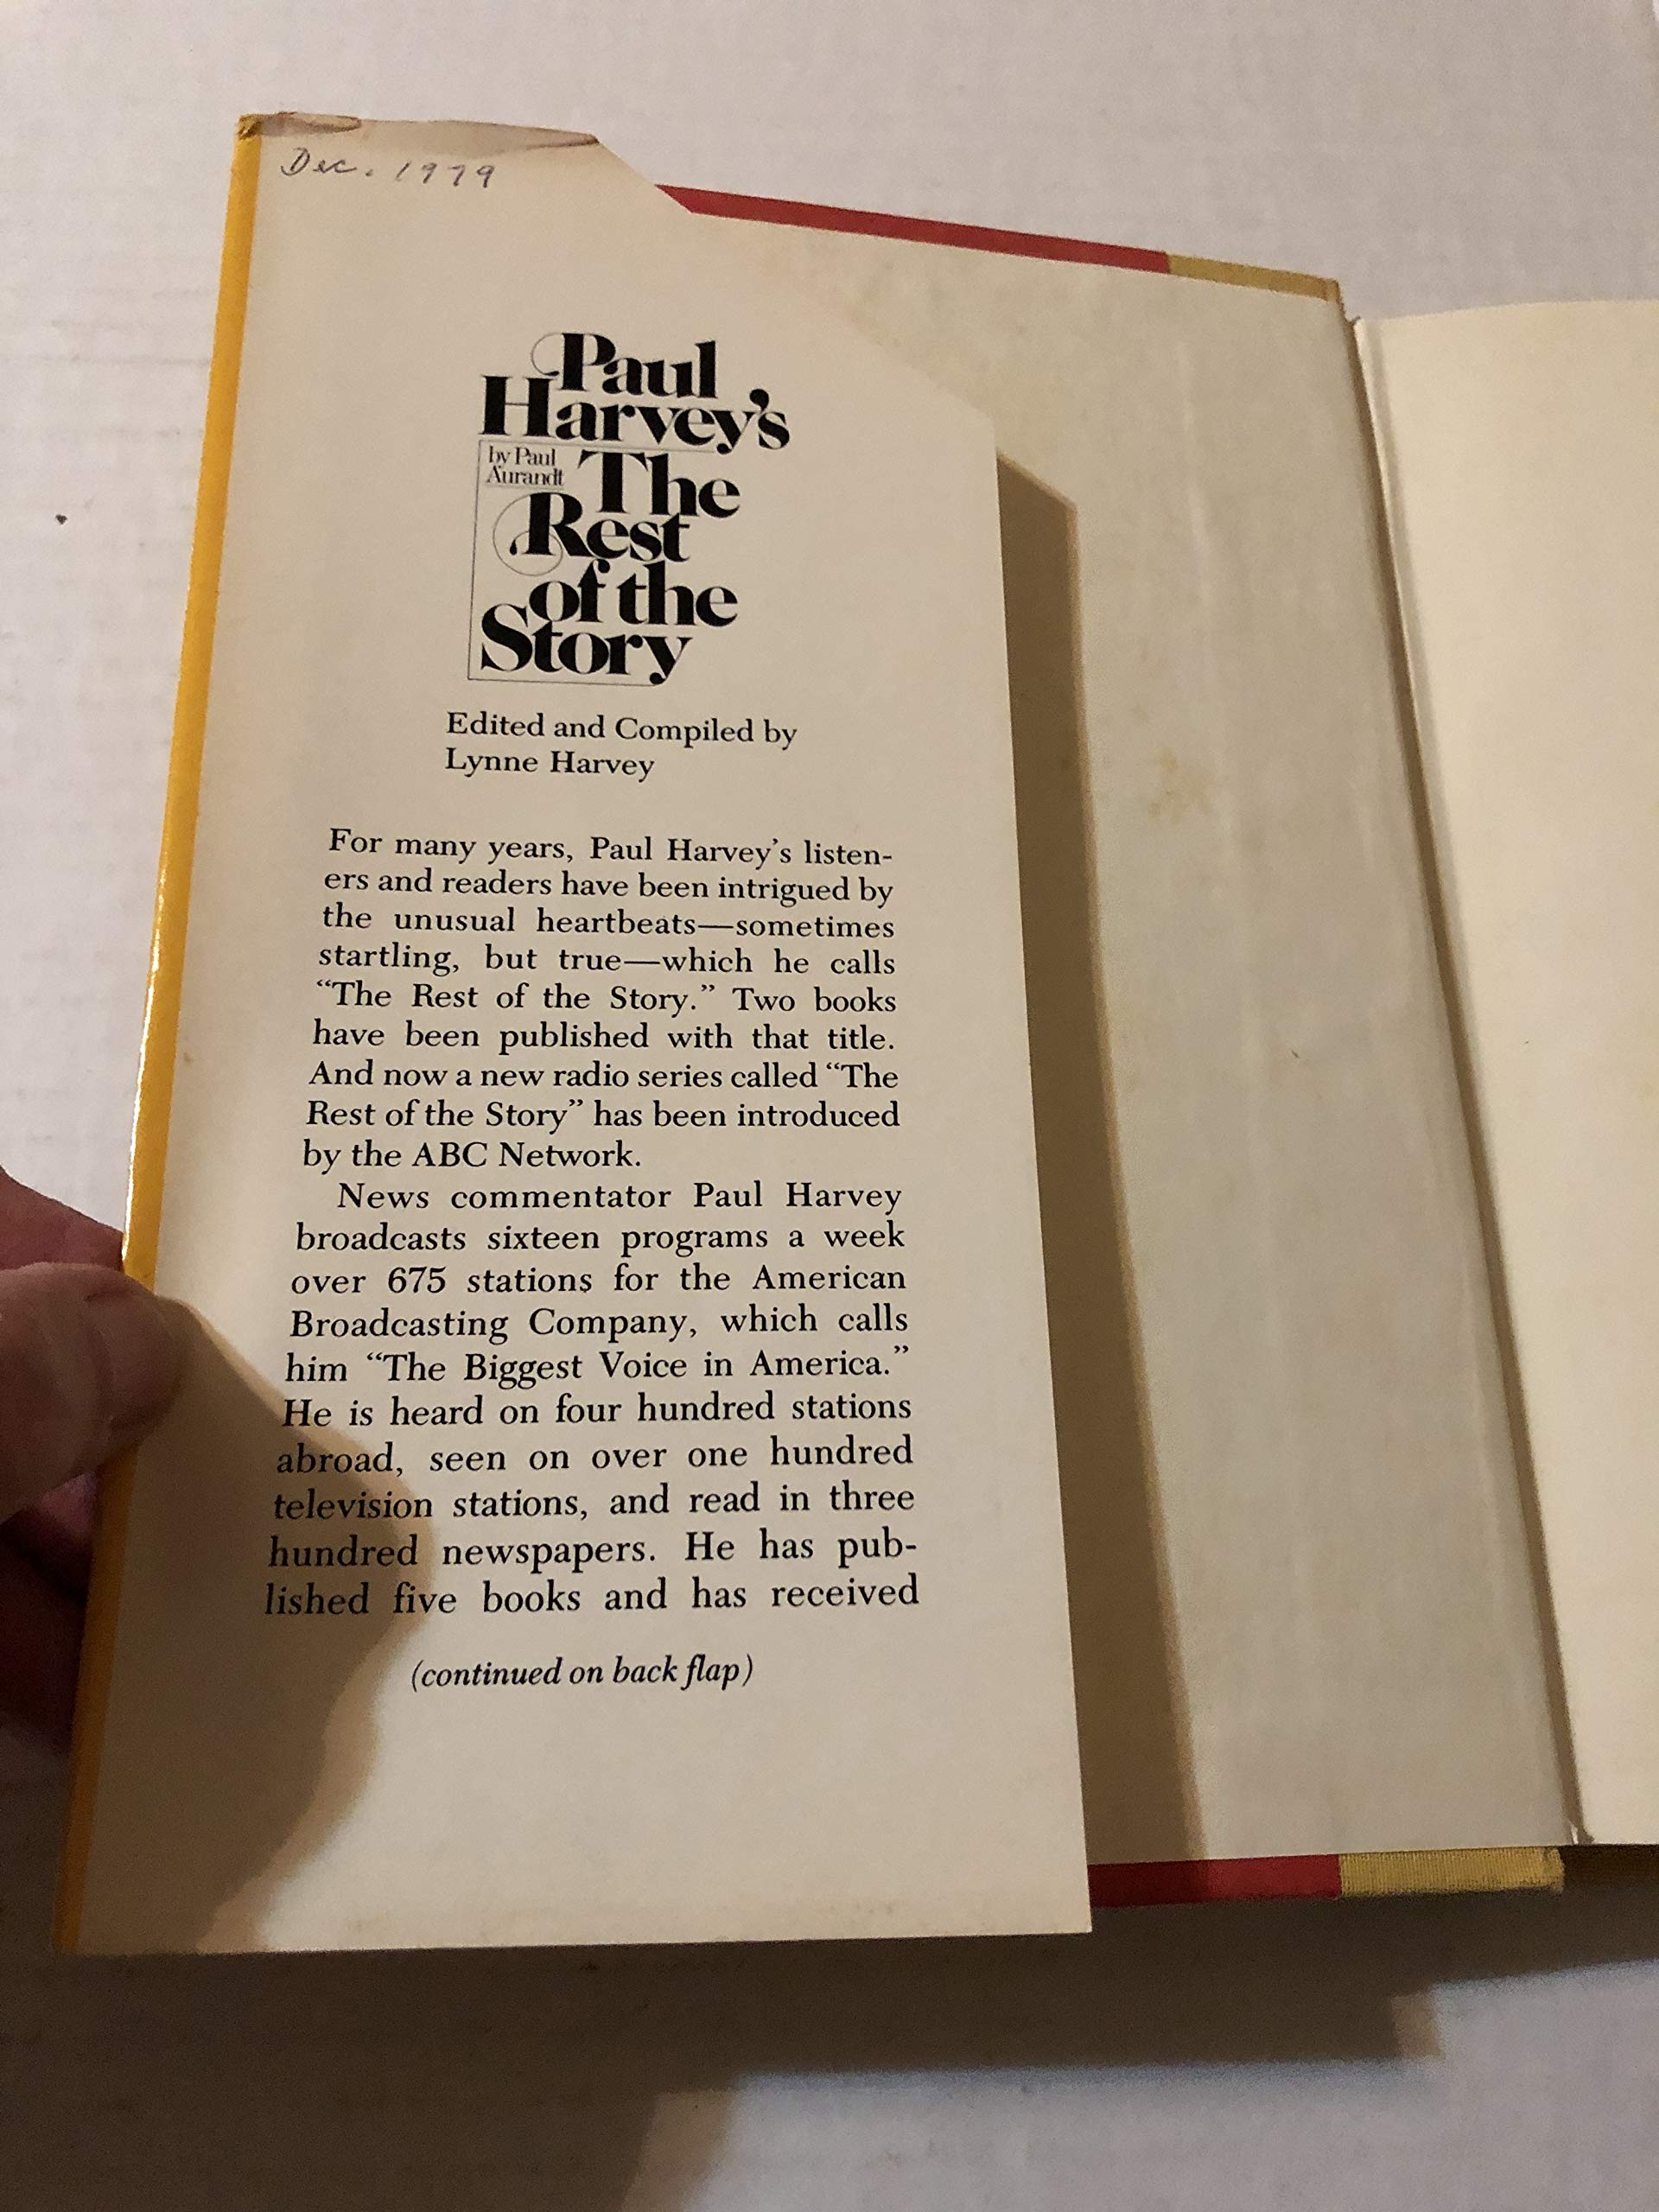 Dec. 1979
Paul
Harvey's
by Paul
Aurandt
The
Rest
of the
Story
Edited and Compiled by
Lynne Harvey
For many years, Paul Harvey's listen-
ers and readers have been intrigued by
the unusual heartbeats—sometimes
startling, but true—which he calls
“The Rest of the Story.” Two books
have been published with that title.
And now a new radio series called “The
Rest of the Story” has been introduced
by the ABC Network.
News commentator Paul Harvey
broadcasts sixteen programs a week
over 675 stations for the American
Broadcasting Company, which calls
him “The Biggest Voice in America.”
He is heard on four hundred stations
abroad, seen on over one hundred
television stations, and read in three
hundred newspapers. He has pub-
lished five books and has received
(continued on back flap)